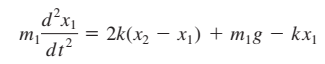 m₁ d²x₁/dt² = 2k(x₂ − x₁) + m₁g − kx₁